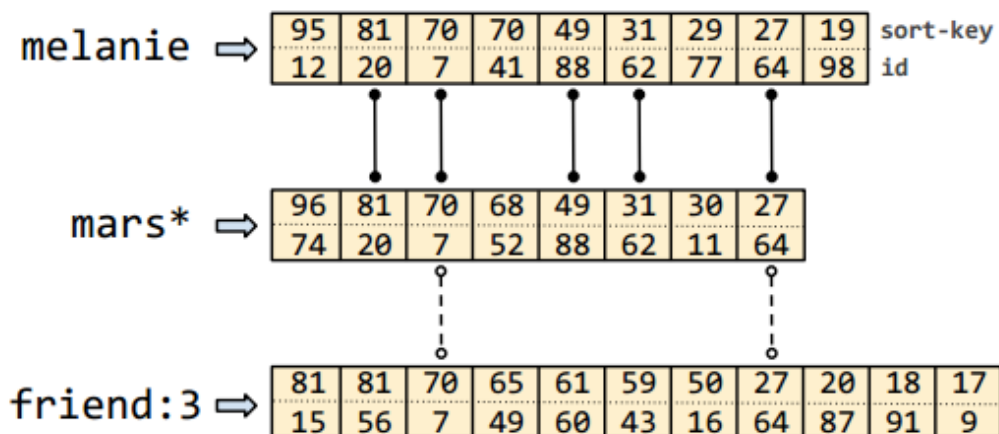 95 81 70 70 49 31 29 27 19 sort-key
melanie
12 20 7 41 88 62 77 64 98 id
96 81 70 68 49 31 30 27
mars*
74 20 7 52 88 62 11 64
81 81 70 65 61 59 50 27 20 18 17
friend:3
15 56 7 49 60 43 16 64 87 91 9